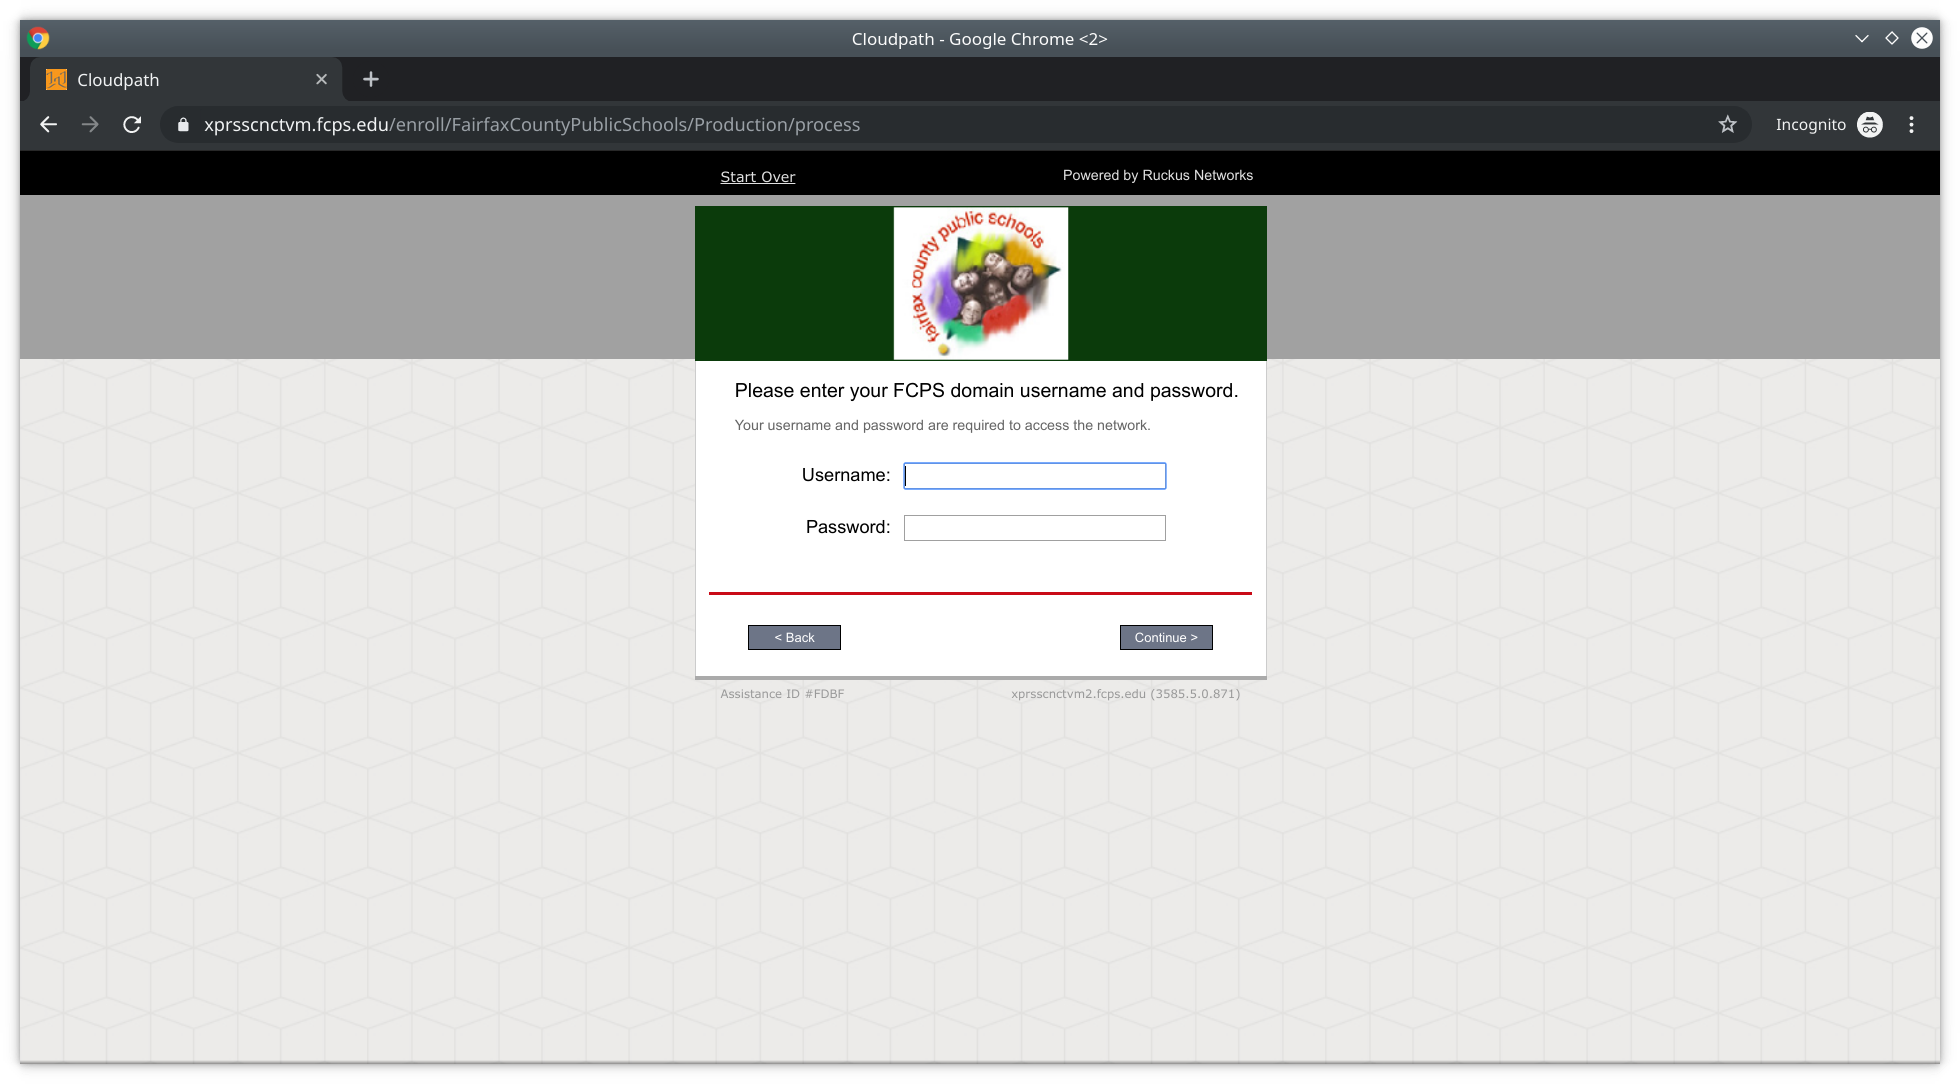 Cloudpath - Google Chrome <2>
Cloudpath
xprsscnctvm.fcps.edu/enroll/FairfaxCountyPublicSchools/Production/process
Incognito
Start Over
Powered by Ruckus Networks
fairfax county public schools
Please enter your FCPS domain username and password.
Your username and password are required to access the network.
Username:
Password:
< Back
Continue >
Assistance ID #FDBF
xprsscnctvm2.fcps.edu (3585.5.0.871)